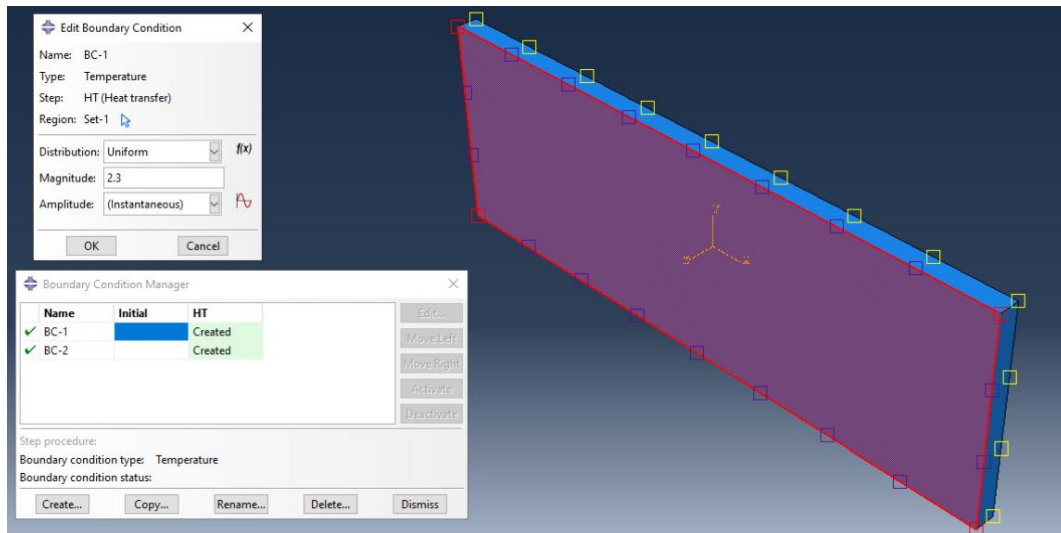 Edit Boundary Condition
Name: BC-1
Type: Temperature
Step: HT (Heat transfer)
Region: Set-1
Distribution: Uniform f(x)
Magnitude: 2.3
Amplitude: (Instantaneous)
OK Cancel
Boundary Condition Manager
Name Initial HT
BC-1 Created
BC-2 Created
Edit...
Move Left
Move Right
Activate
Deactivate
Step procedure:
Boundary condition type: Temperature
Boundary condition status:
Create... Copy... Rename... Delete... Dismiss